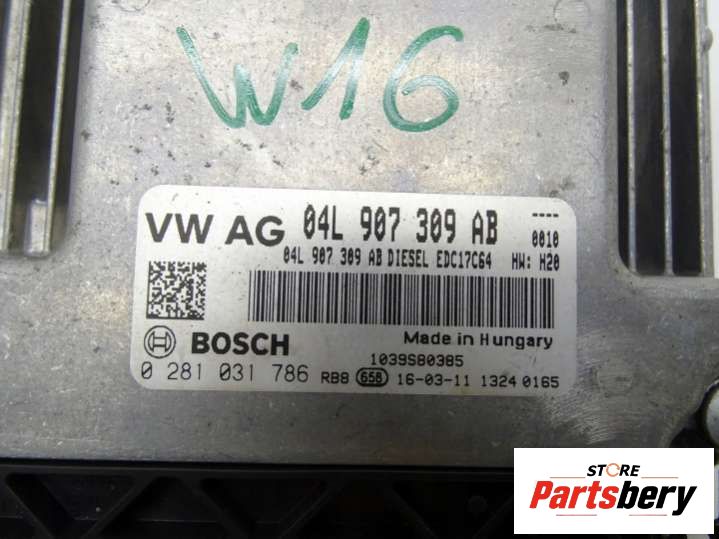 W16
VW AG 04L 907 309 AB ----
0010
04L 907 309 AB DIESEL EDC17C64 HW: H20
BOSCH Made in Hungary
1039S80385
0 281 031 786 RB8 658 16-03-11 1324 0165
STORE
Partsbery